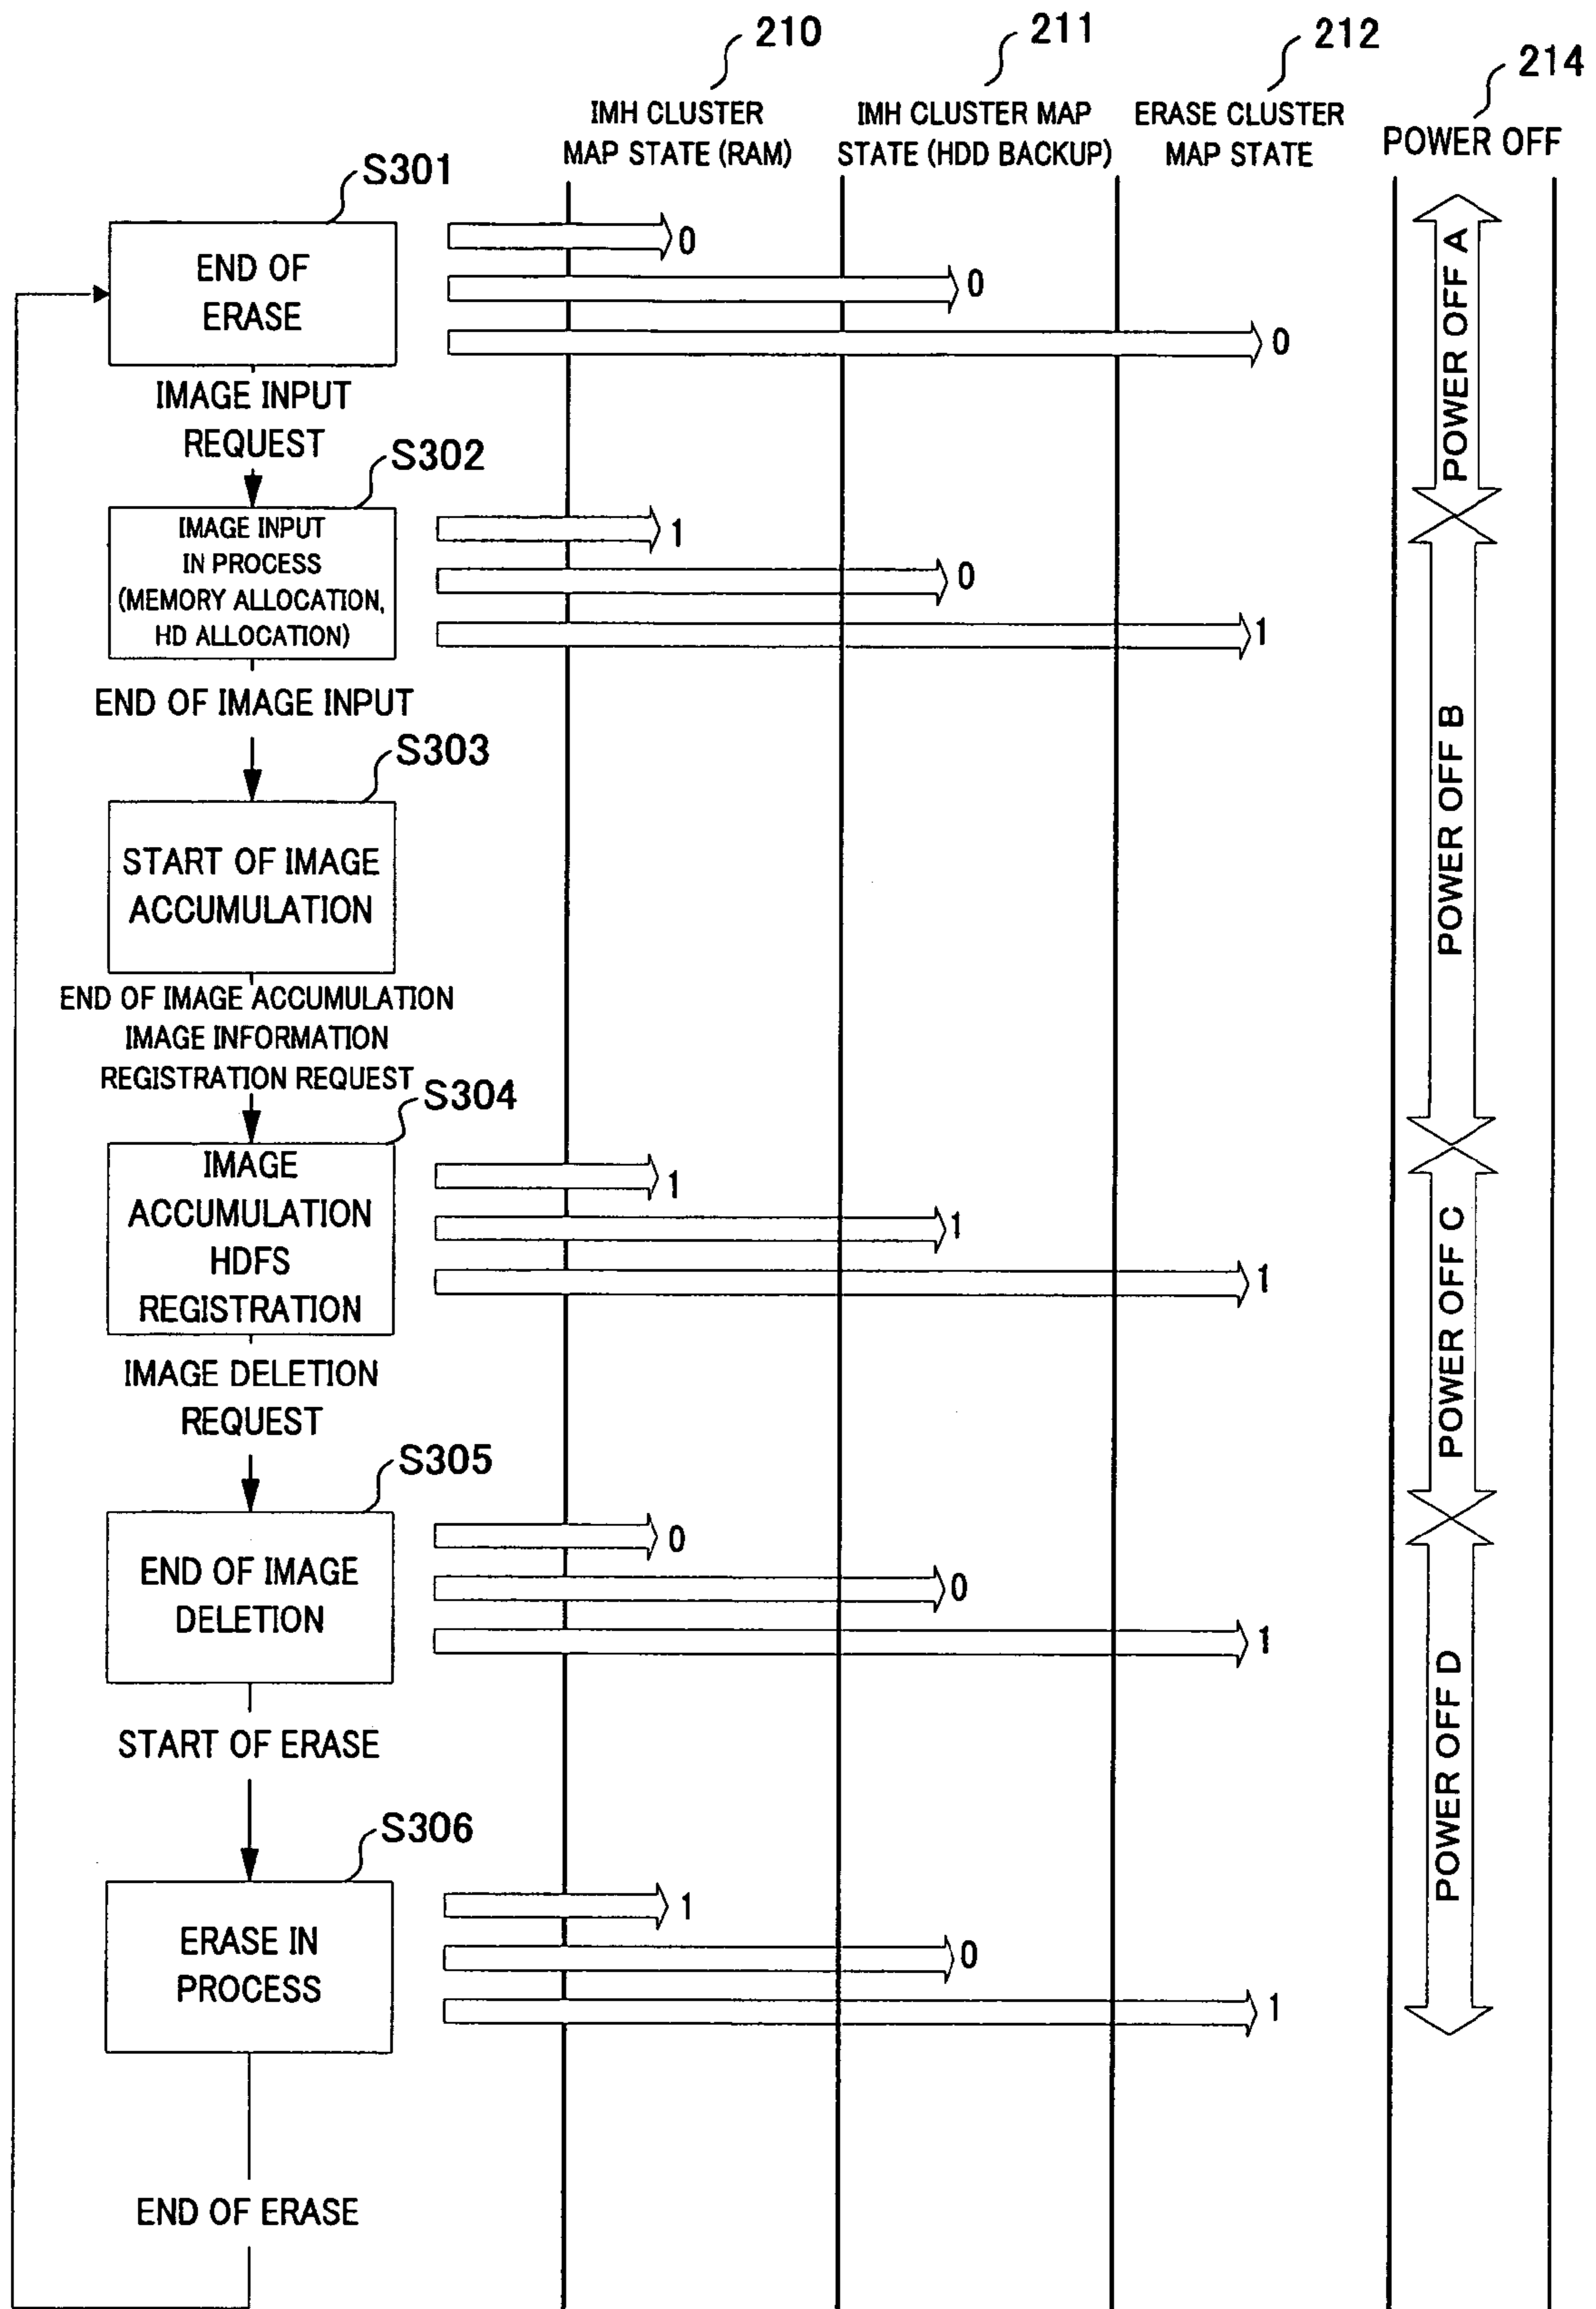 210
211
212
214
IMH CLUSTER
MAP STATE (RAM)
IMH CLUSTER MAP
STATE (HDD BACKUP)
ERASE CLUSTER
MAP STATE
POWER OFF
S301
END OF
ERASE
0
0
0
POWER OFF A
IMAGE INPUT
REQUEST
S302
IMAGE INPUT
IN PROCESS
(MEMORY ALLOCATION,
HD ALLOCATION)
1
0
1
POWER OFF B
END OF IMAGE INPUT
S303
START OF IMAGE
ACCUMULATION
END OF IMAGE ACCUMULATION
IMAGE INFORMATION
REGISTRATION REQUEST
S304
IMAGE
ACCUMULATION
HDFS
REGISTRATION
1
1
1
POWER OFF C
IMAGE DELETION
REQUEST
S305
END OF IMAGE
DELETION
0
0
1
POWER OFF D
START OF ERASE
S306
ERASE IN
PROCESS
1
0
1
END OF ERASE